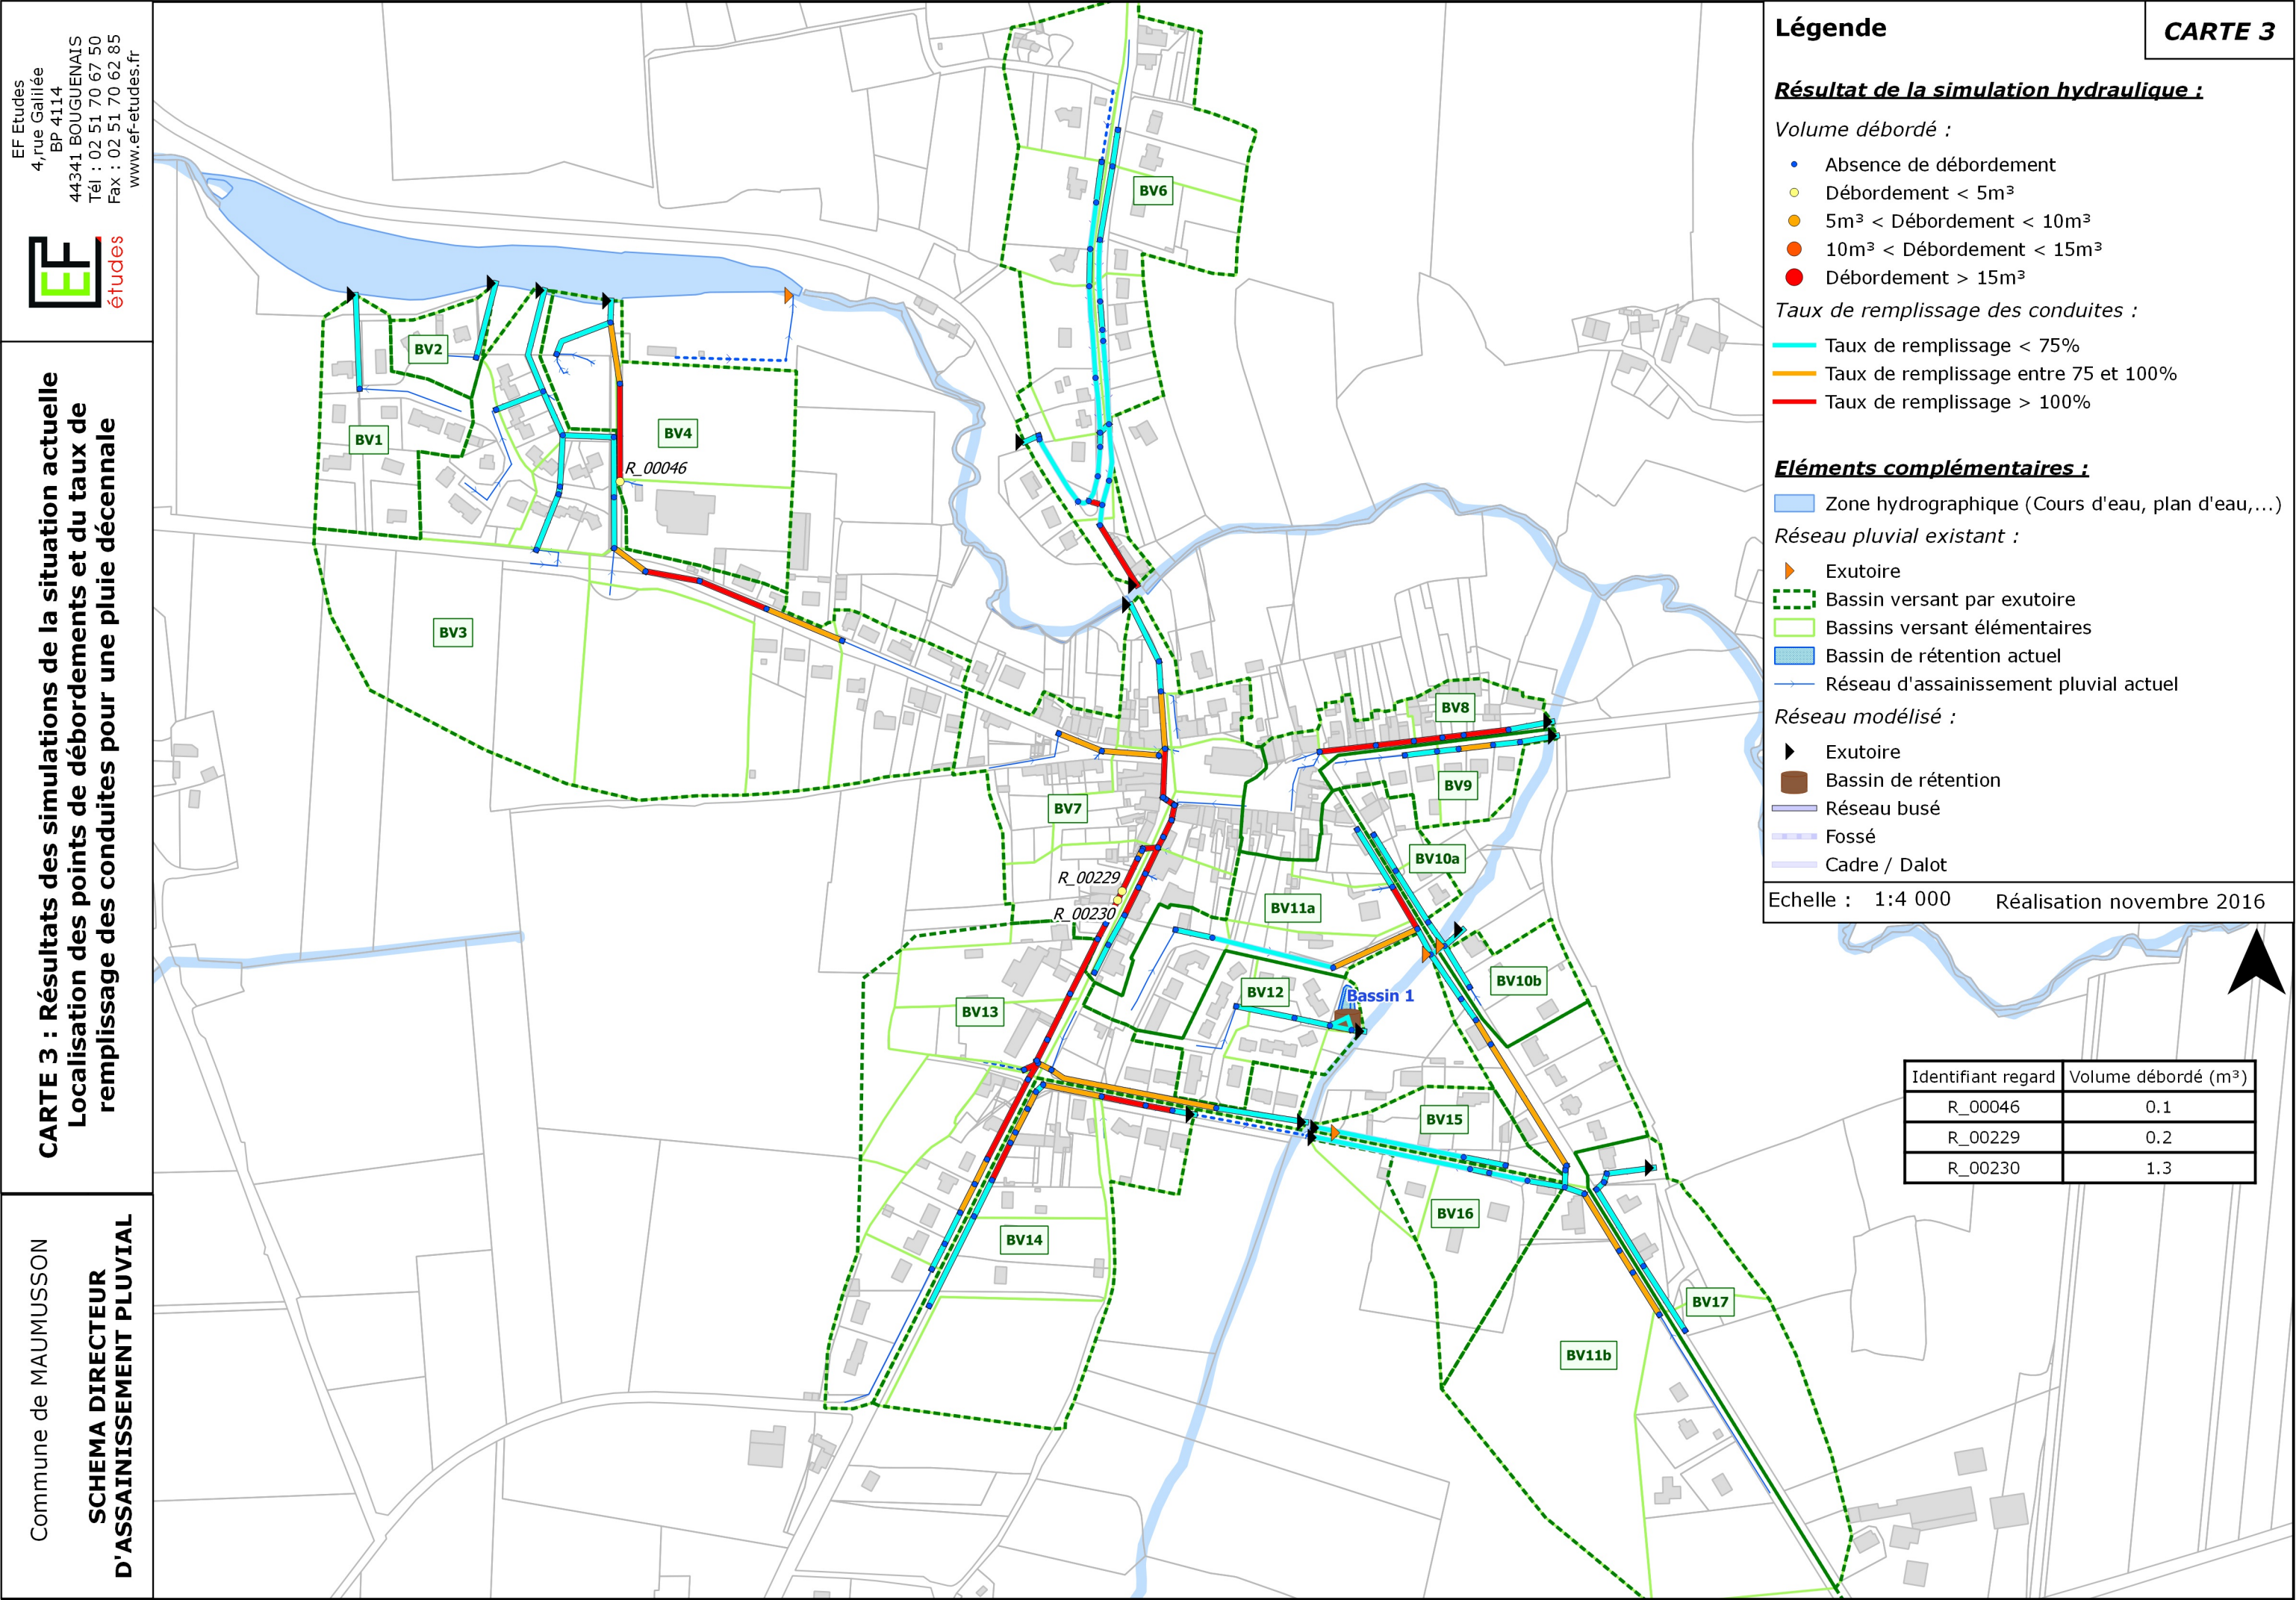 EF Etudes
4,rue Galilée
BP 4114
44341 BOUGUENAIS
Tél : 02 51 70 67 50
Fax : 02 51 70 62 85
www.ef-etudes.fr
EF
études
CARTE 3 : Résultats des simulations de la situation actuelle
Localisation des points de débordements et du taux de
remplissage des conduites pour une pluie décennale
Commune de MAUMUSSON
SCHEMA DIRECTEUR
D'ASSAINISSEMENT PLUVIAL
BV6
BV2
BV1
BV4
R_00046
BV3
BV8
BV9
BV7
BV10a
R_00229
R_00230
BV11a
BV10b
BV12
Bassin 1
BV13
BV15
BV16
BV14
BV17
BV11b
Légende
CARTE 3
Résultat de la simulation hydraulique :
Volume débordé :
Absence de débordement
Débordement < 5m³
5m³ < Débordement < 10m³
10m³ < Débordement < 15m³
Débordement > 15m³
Taux de remplissage des conduites :
Taux de remplissage < 75%
Taux de remplissage entre 75 et 100%
Taux de remplissage > 100%
Eléments complémentaires :
Zone hydrographique (Cours d'eau, plan d'eau,...)
Réseau pluvial existant :
Exutoire
Bassin versant par exutoire
Bassins versant élémentaires
Bassin de rétention actuel
Réseau d'assainissement pluvial actuel
Réseau modélisé :
Exutoire
Bassin de rétention
Réseau busé
Fossé
Cadre / Dalot
Echelle : 1:4 000 Réalisation novembre 2016
Identifiant regard Volume débordé (m³)
R_00046 0.1
R_00229 0.2
R_00230 1.3